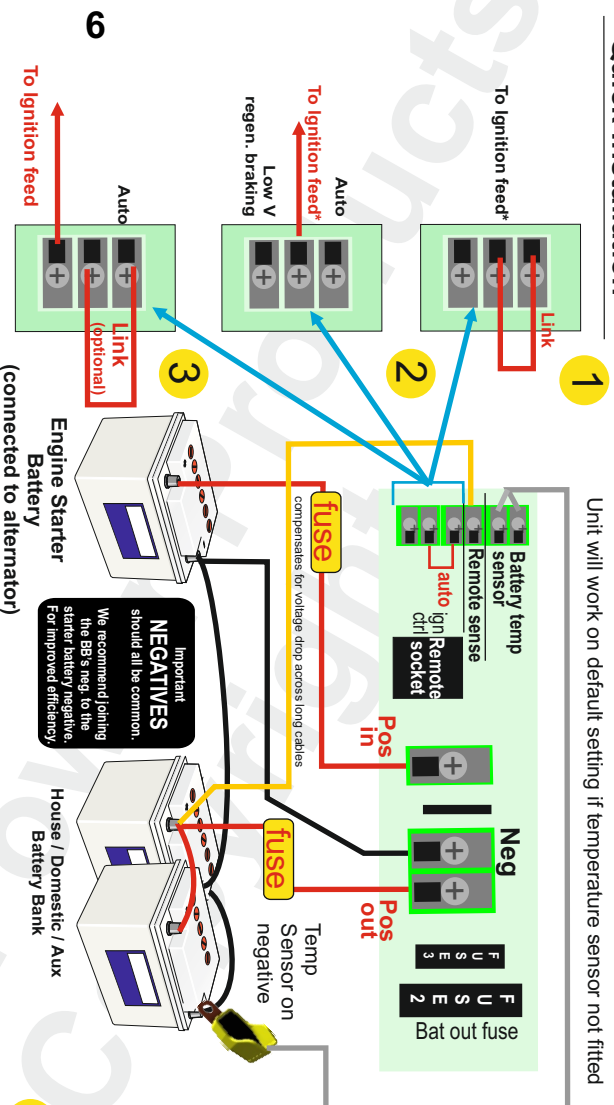 Unit will work on default setting if temperature sensor not fitted
1
Link
To Ignition feed*
2
Auto
To Ignition feed*
Low V
regen. braking
3
Auto
Link
(optional)
To Ignition feed
Battery temp
sensor
Remote sense
auto
ign
ctrl
Remote
socket
Pos
in
Neg
Pos
out
FUSE 3
FUSE 2
Bat out fuse
fuse
compensates for voltage drop across long cables
fuse
Temp
Sensor on
negative
Engine Starter
Battery
(connected to alternator)
Important
NEGATIVES
should all be common.
We recommend joining
the BB's neg. to the
starter battery negative.
For improved efficiency,
House / Domestic / Aux
Battery Bank
6